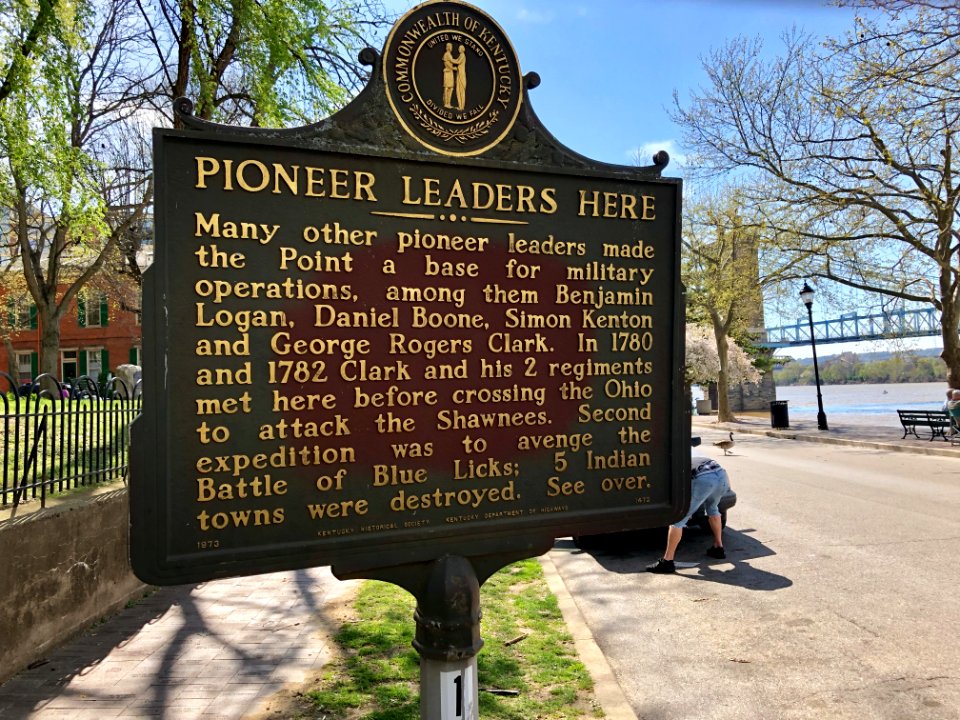 COMMONWEALTH OF KENTUCKY
UNITED WE STAND
DIVIDED WE FALL
PIONEER LEADERS HERE
Many other pioneer leaders made
the Point a base for military
operations, among them Benjamin
Logan, Daniel Boone, Simon Kenton
and George Rogers Clark. In 1780
and 1782 Clark and his 2 regiments
met here before crossing the Ohio
to attack the Shawnees. Second
expedition was to avenge the
Battle of Blue Licks; 5 Indian
towns were destroyed. See over.
1973 KENTUCKY HISTORICAL SOCIETY KENTUCKY DEPARTMENT OF HIGHWAYS 1472
1